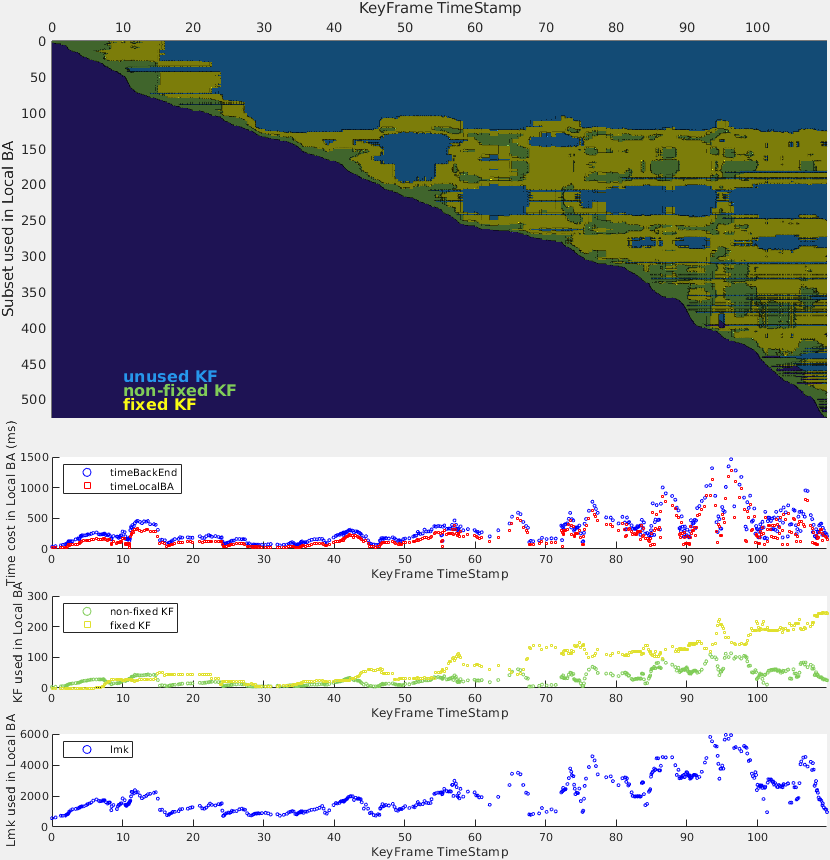 KeyFrame TimeStamp
0 10 20 30 40 50 60 70 80 90 100
Subset used in Local BA
0
50
100
150
200
250
300
350
400
450
500
unused KF
non-fixed KF
fixed KF
Time cost in Local BA (ms)
1500
1000
500
0
timeBackEnd
timeLocalBA
0 10 20 30 40 50 60 70 80 90 100
KeyFrame TimeStamp
KF used in Local BA
300
200
100
0
non-fixed KF
fixed KF
0 10 20 30 40 50 60 70 80 90 100
KeyFrame TimeStamp
Lmk used in Local BA
6000
4000
2000
0
lmk
0 10 20 30 40 50 60 70 80 90 100
KeyFrame TimeStamp